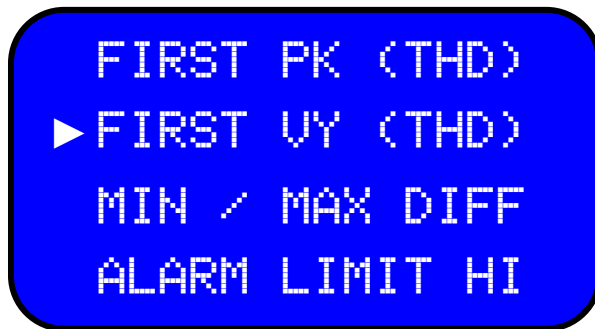 FIRST PK (THD)
►FIRST VY (THD)
MIN / MAX DIFF
ALARM LIMIT HI